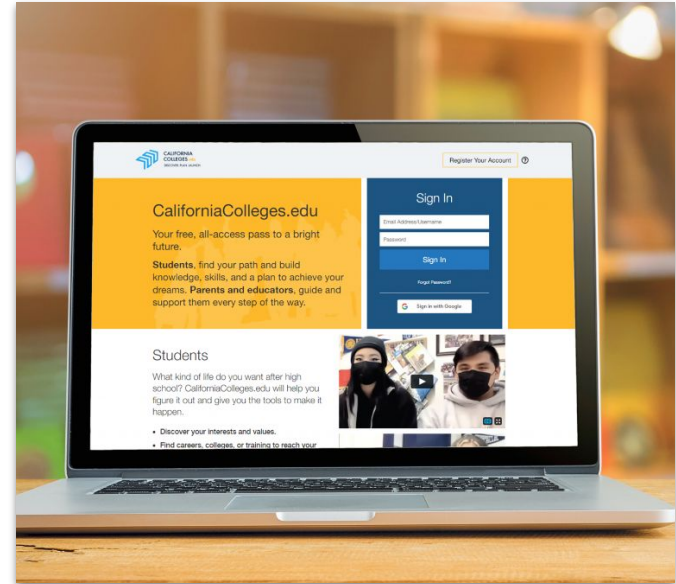 CALIFORNIA
COLLEGES.EDU
DISCOVER PLAN LAUNCH
Register Your Account
CaliforniaColleges.edu
Your free, all-access pass to a bright
future.
Students, find your path and build
knowledge, skills, and a plan to achieve your
dreams. Parents and educators, guide and
support them every step of the way.
Sign In
Email Address/Username
Password
Sign In
Forgot Password?
G Sign in with Google
Students
What kind of life do you want after high
school? CaliforniaColleges.edu will help you
figure it out and give you the tools to make it
happen.
• Discover your interests and values.
• Find careers, colleges, or training to reach your